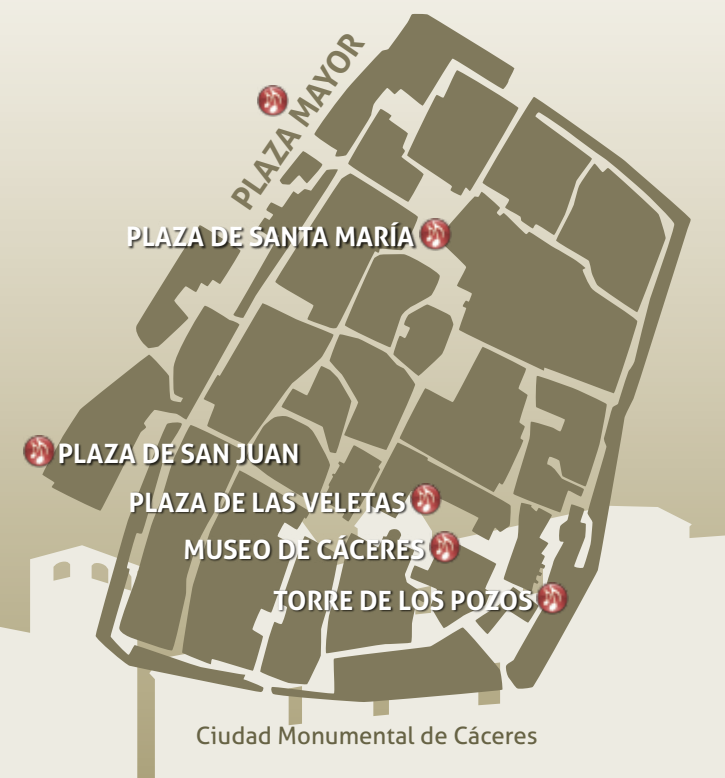 PLAZA MAYOR
PLAZA DE SANTA MARÍA
PLAZA DE SAN JUAN
PLAZA DE LAS VELETAS
MUSEO DE CÁCERES
TORRE DE LOS POZOS
Ciudad Monumental de Cáceres